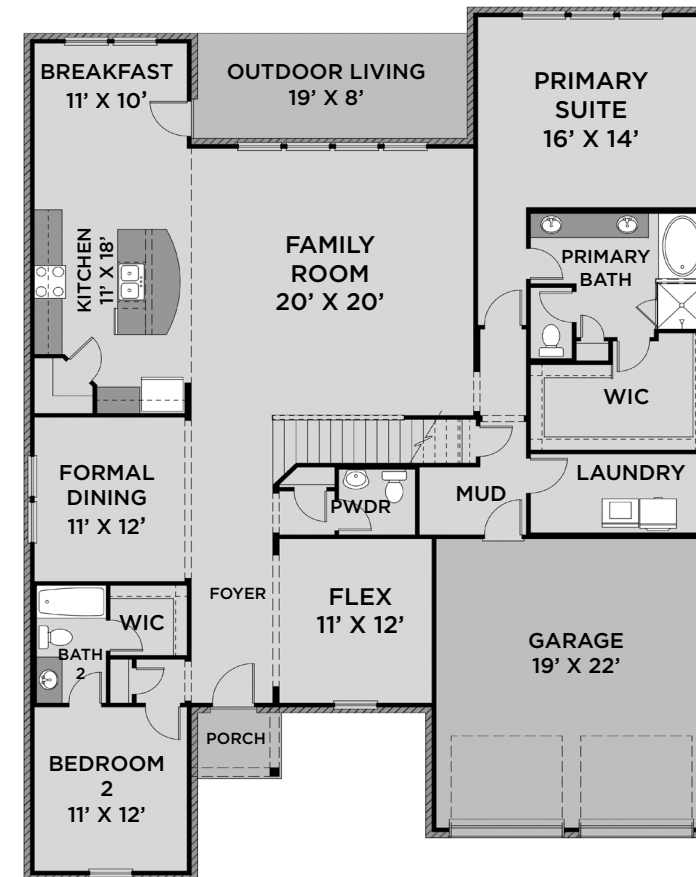 BREAKFAST
11’ X 10’
OUTDOOR LIVING
19’ X 8’
PRIMARY
SUITE
16’ X 14’
KITCHEN
11’ X 18’
FAMILY
ROOM
20’ X 20’
PRIMARY
BATH
WIC
FORMAL
DINING
11’ X 12’
PWDR
MUD
LAUNDRY
FOYER
FLEX
11’ X 12’
WIC
BATH
2
GARAGE
19’ X 22’
PORCH
BEDROOM
2
11’ X 12’